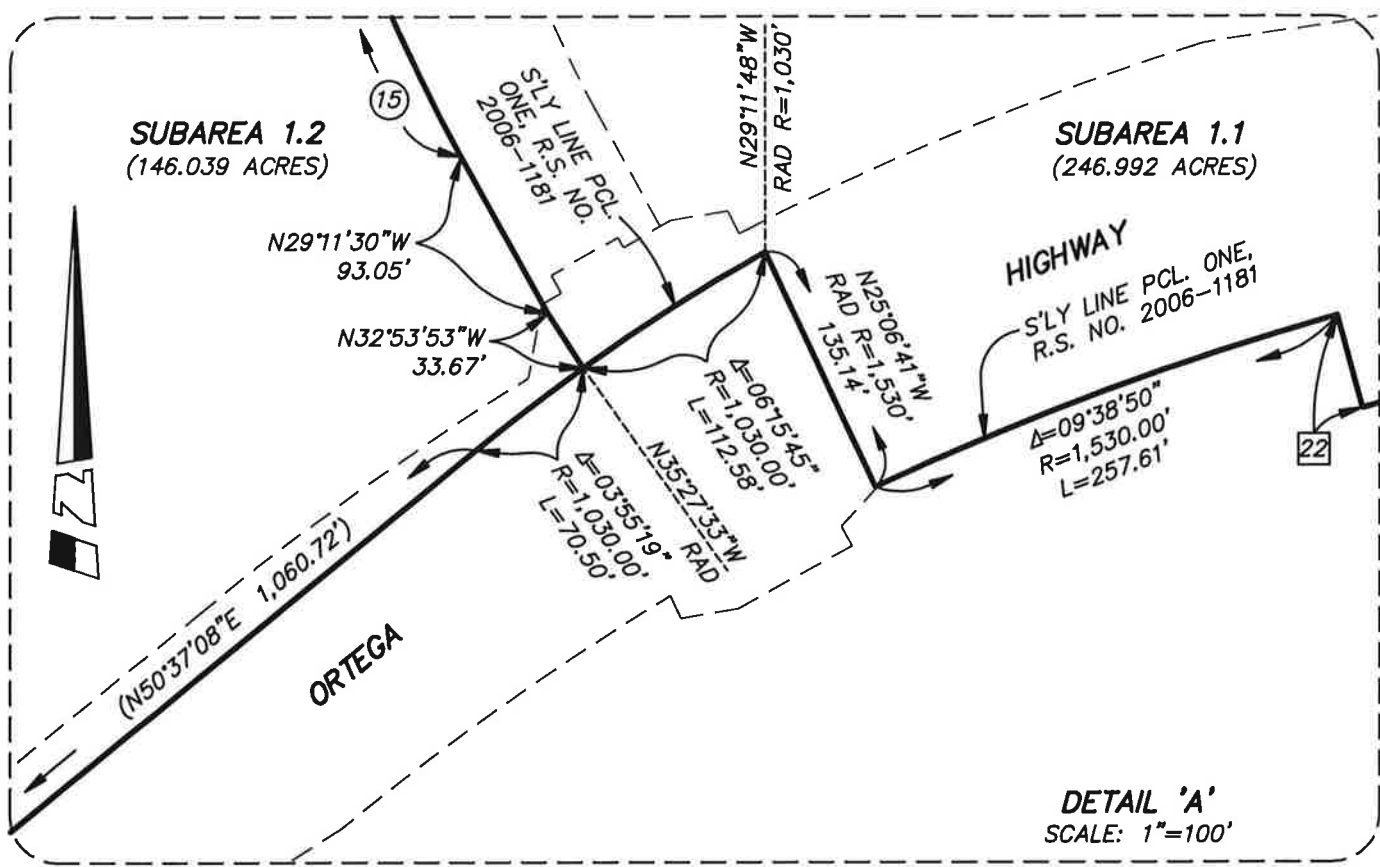 SUBAREA 1.2
(146.039 ACRES)
15
S'LY LINE PCL.
ONE, R.S. NO.
2006-1181
N29°11'48"W
RAD R=1,030'
SUBAREA 1.1
(246.992 ACRES)
N29°11'30"W
93.05'
N32°53'53"W
33.67'
HIGHWAY
S'LY LINE PCL. ONE,
R.S. NO. 2006-1181
N25°06'41"W
RAD R=1,530'
135.14'
Δ=06°15'45"
R=1,030.00'
L=112.58'
Δ=09°38'50"
R=1,530.00'
L=257.61'
22
N35°27'33"W
RAD
Δ=03°55'19"
R=1,030.00'
L=70.50'
(N50°37'08"E 1,060.72')
ORTEGA
N
DETAIL 'A'
SCALE: 1"=100'